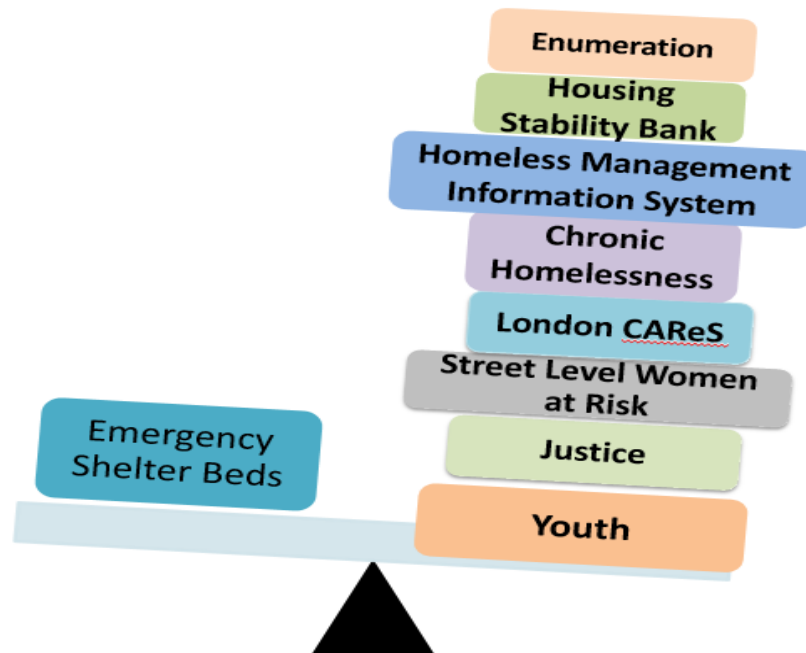 Enumeration
Housing
Stability Bank
Homeless Management
Information System
Chronic
Homelessness
London CAReS
Street Level Women
at Risk
Justice
Youth
Emergency
Shelter Beds